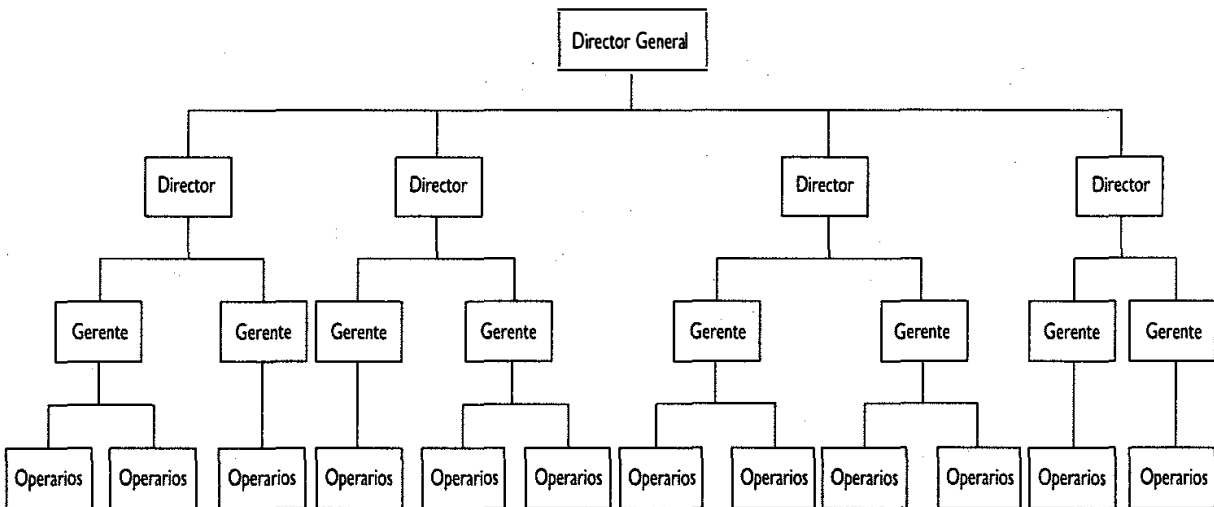 Director General
Director Director Director Director
Gerente Gerente Gerente Gerente Gerente Gerente Gerente Gerente
Operarios Operarios Operarios Operarios Operarios Operarios Operarios Operarios Operarios Operarios Operarios Operarios